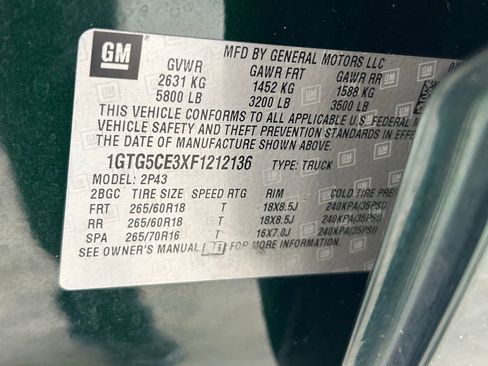 GM
MFD BY GENERAL MOTORS LLC
GVWR GAWR FRT GAWR RR
2631 KG 1452 KG 1588 KG
5800 LB 3200 LB 3500 LB
THIS VEHICLE CONFORMS TO ALL APPLICABLE U.S. FEDERAL
VEHICLE SAFETY AND THEFT PREVENTION STANDARDS
THE DATE OF MANUFACTURE SHOWN ABOVE.
1GTG5CE3XF1212136 TYPE: TRUCK
MODEL: 2P43
2BGC TIRE SIZE SPEED RTG RIM COLD TIRE
FRT 265/60R18 T 18X8.5J 240KPA(35PSI)
RR 265/60R18 T 18X8.5J 240KPA(35PSI)
SPA 265/70R16 T 16X7.0J 240KPA(35PSI)
SEE OWNER'S MANUAL FOR MORE INFORMATION.